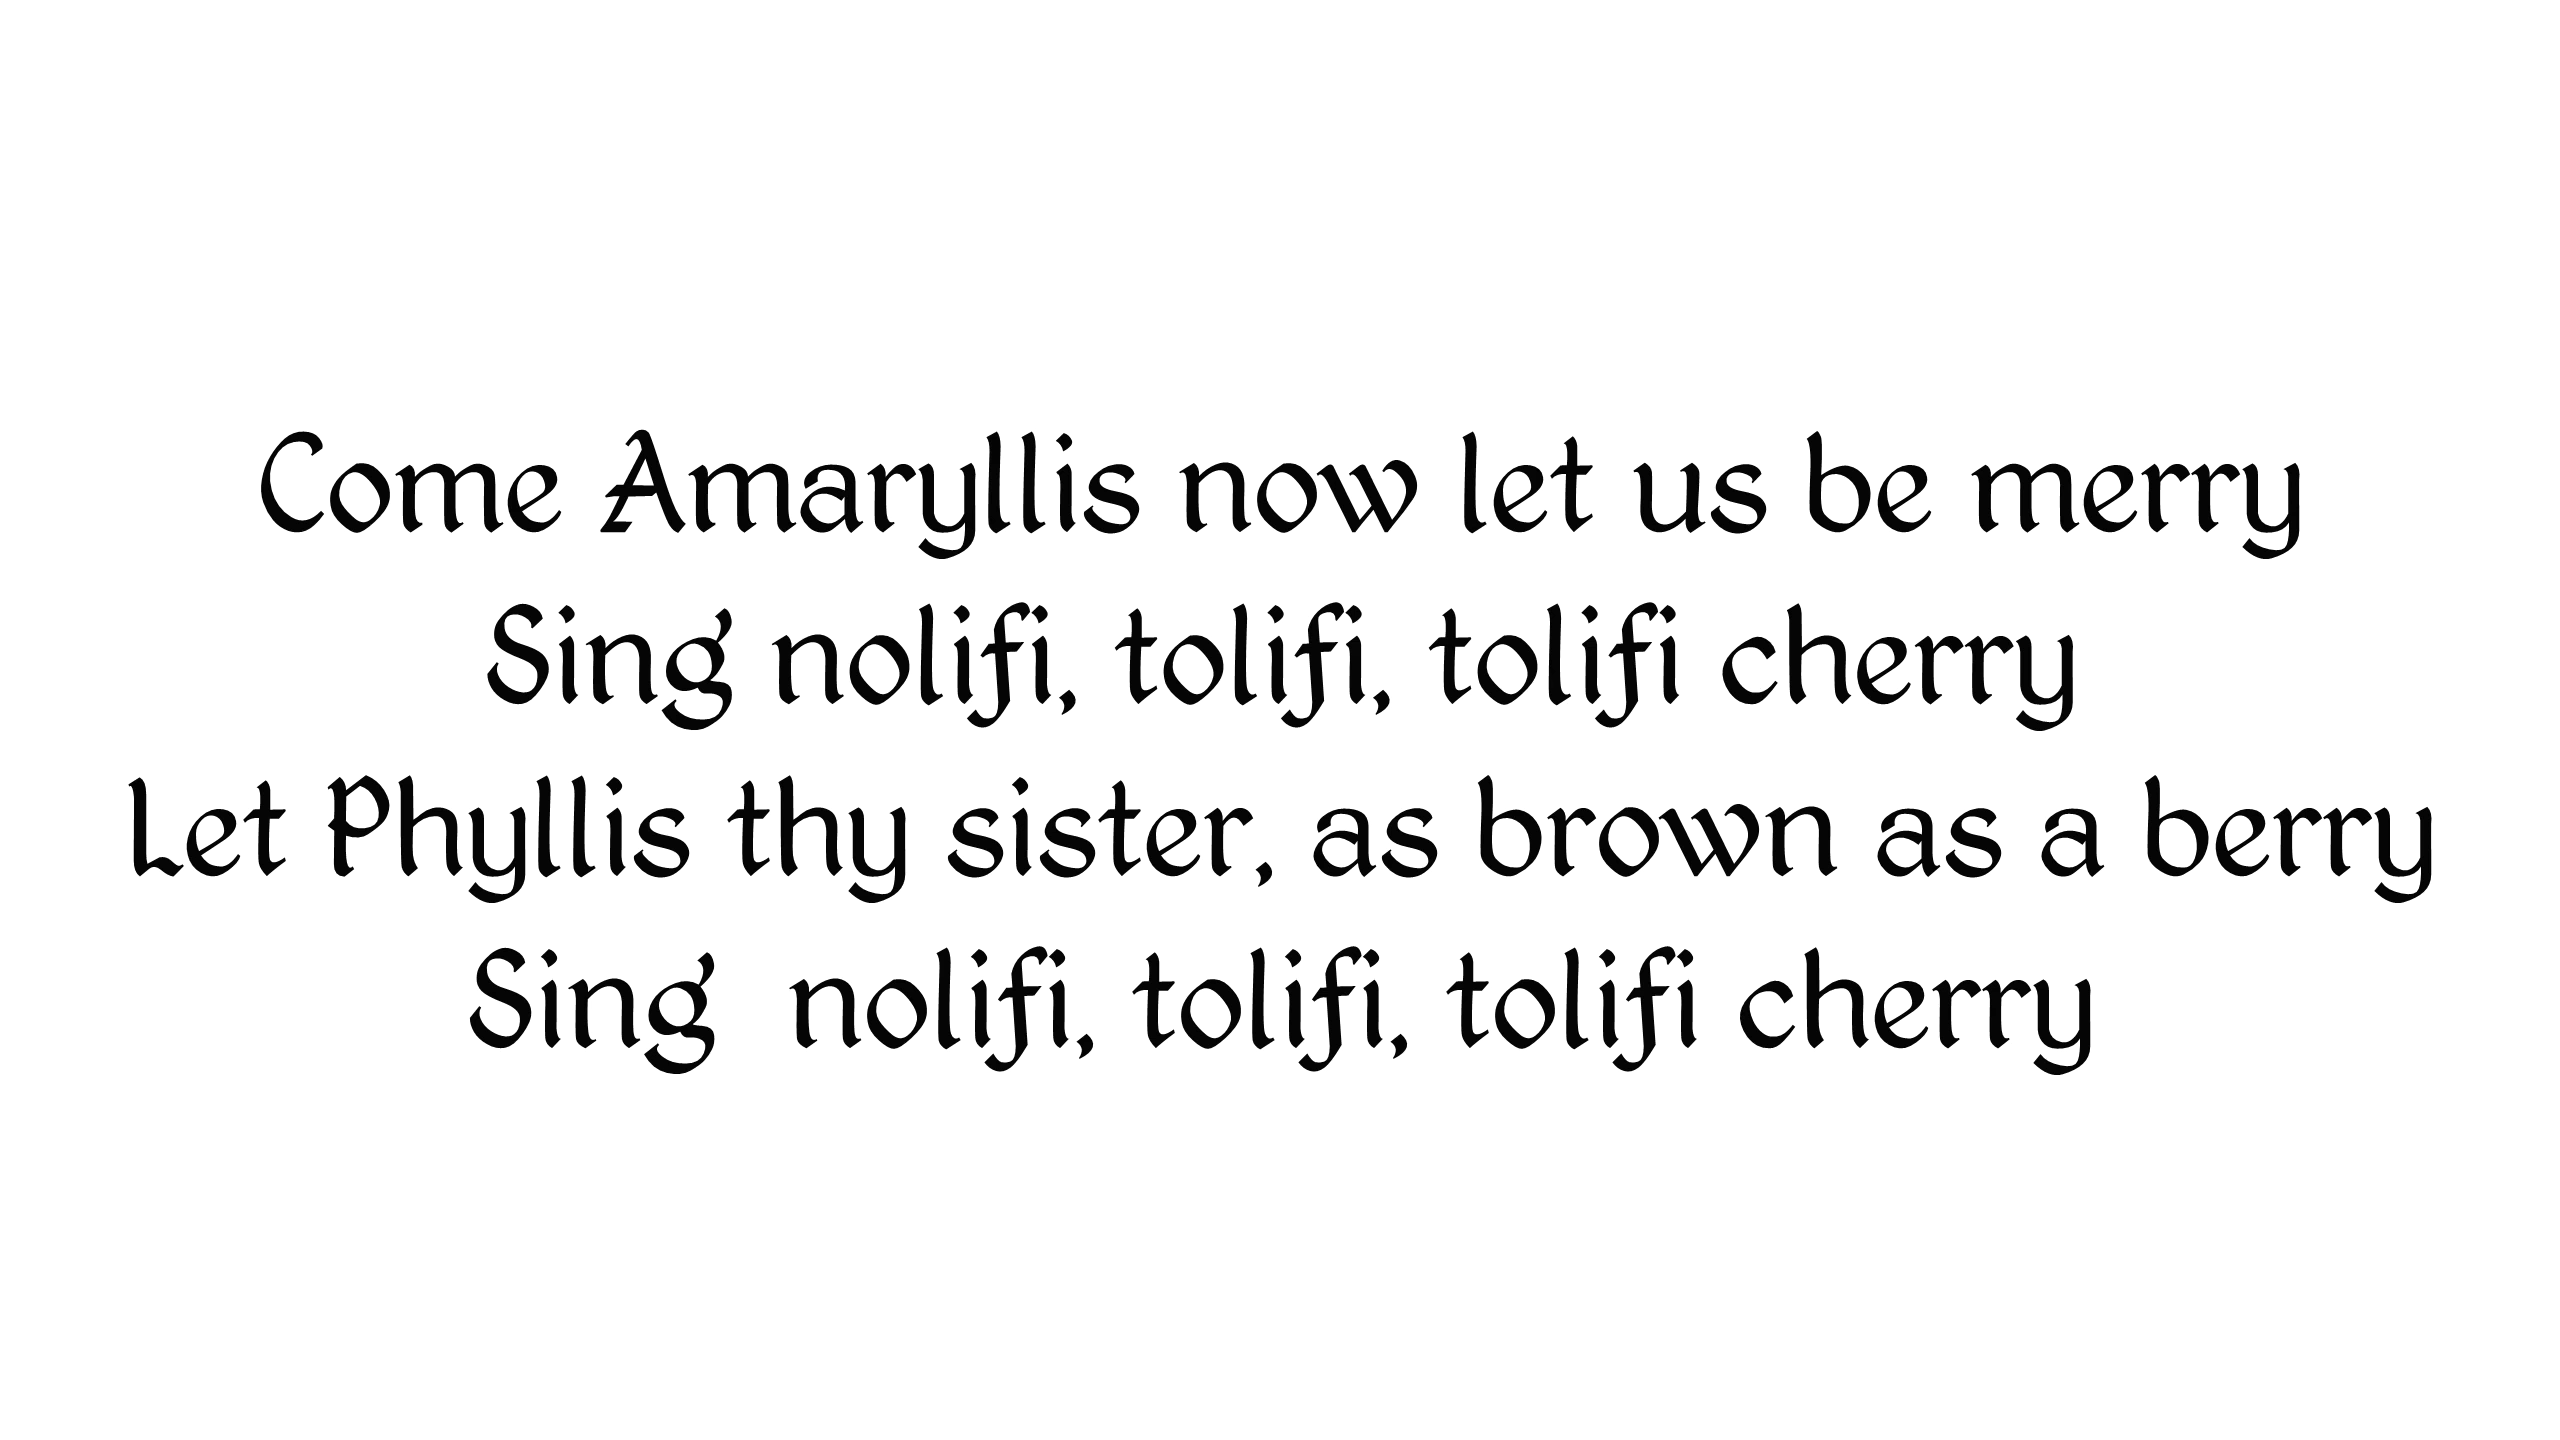 Come Amaryllis now let us be merry
Sing nolifi, tolifi, tolifi cherry
Let Phyllis thy sister, as brown as a berry
Sing  nolifi, tolifi, tolifi cherry